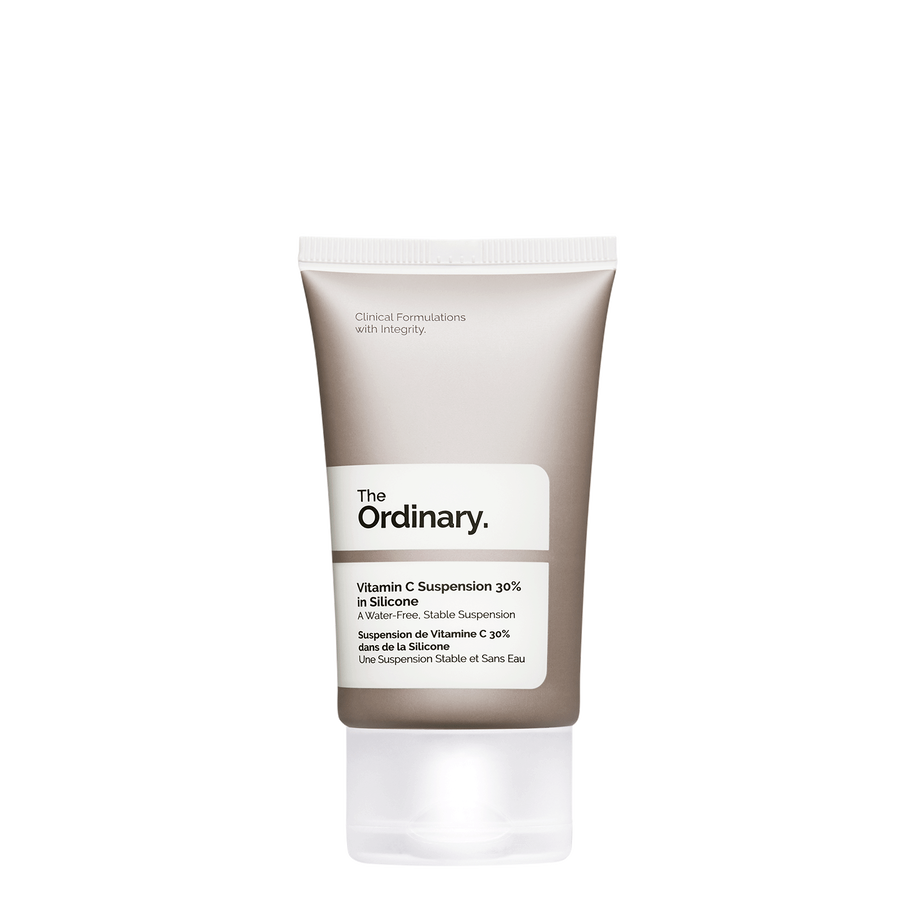 Clinical Formulations
with Integrity.
The
Ordinary.
Vitamin C Suspension 30%
in Silicone
A Water-Free, Stable Suspension
Suspension de Vitamine C 30%
dans de la Silicone
Une Suspension Stable et Sans Eau